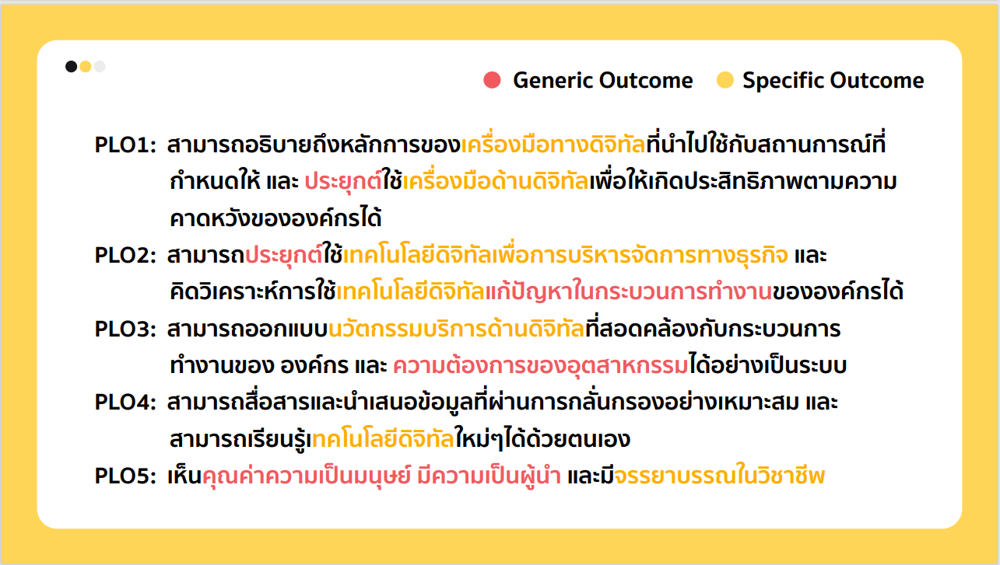 Generic Outcome Specific Outcome
PLO1: สามารถอธิบายถึงหลักการของเครื่องมือทางดิจิทัลที่นำไปใช้กับสถานการณ์ที่
กำหนดให้ และ ประยุกต์ใช้เครื่องมือด้านดิจิทัลเพื่อให้เกิดประสิทธิภาพตามความ
คาดหวังขององค์กรได้
PLO2: สามารถประยุกต์ใช้เทคโนโลยีดิจิทัลเพื่อการบริหารจัดการทางธุรกิจ และ
คิดวิเคราะห์การใช้เทคโนโลยีดิจิทัลแก้ปัญหาในกระบวนการทำงานขององค์กรได้
PLO3: สามารถออกแบบนวัตกรรมบริการด้านดิจิทัลที่สอดคล้องกับกระบวนการ
ทำงานของ องค์กร และ ความต้องการของอุตสาหกรรมได้อย่างเป็นระบบ
PLO4: สามารถสื่อสารและนำเสนอข้อมูลที่ผ่านการกลั่นกรองอย่างเหมาะสม และ
สามารถเรียนรู้เทคโนโลยีดิจิทัลใหม่ๆได้ด้วยตนเอง
PLO5: เห็นคุณค่าความเป็นมนุษย์ มีความเป็นผู้นำ และมีจรรยาบรรณในวิชาชีพ